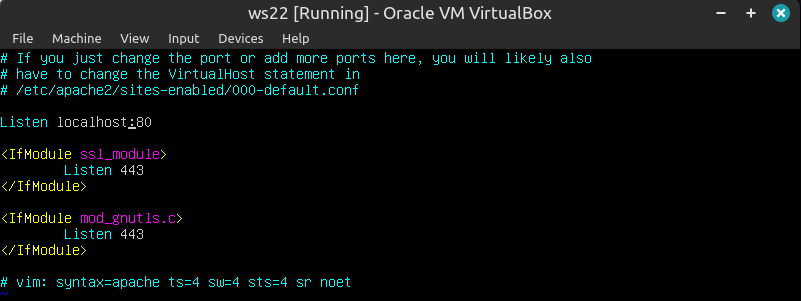 ws22 [Running] - Oracle VM VirtualBox
File Machine View Input Devices Help
# If you just change the port or add more ports here, you will likely also
# have to change the VirtualHost statement in
# /etc/apache2/sites-enabled/000-default.conf
Listen localhost:80
<IfModule ssl_module>
Listen 443
</IfModule>
<IfModule mod_gnutls.c>
Listen 443
</IfModule>
# vim: syntax=apache ts=4 sw=4 sts=4 sr noet
~